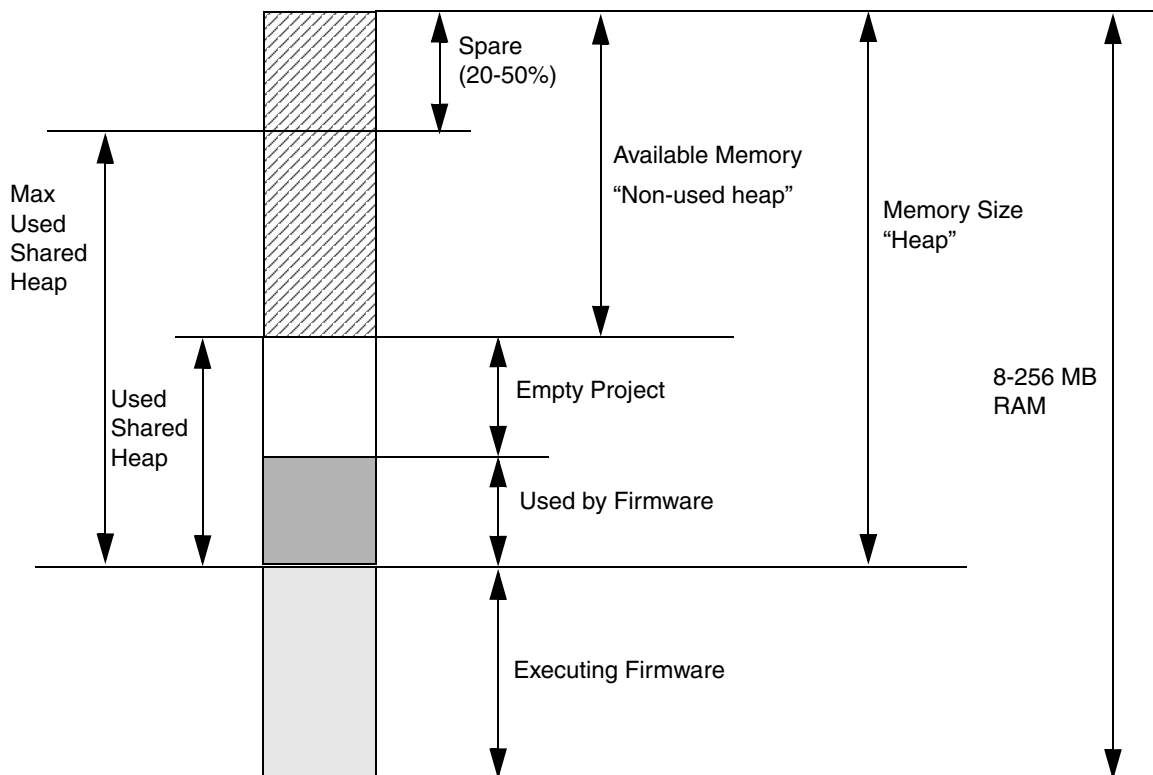 Spare
(20-50%)
Available Memory
“Non-used heap”
Max
Used
Shared
Heap
Memory Size
“Heap”
Empty Project
8-256 MB
RAM
Used
Shared
Heap
Used by Firmware
Executing Firmware